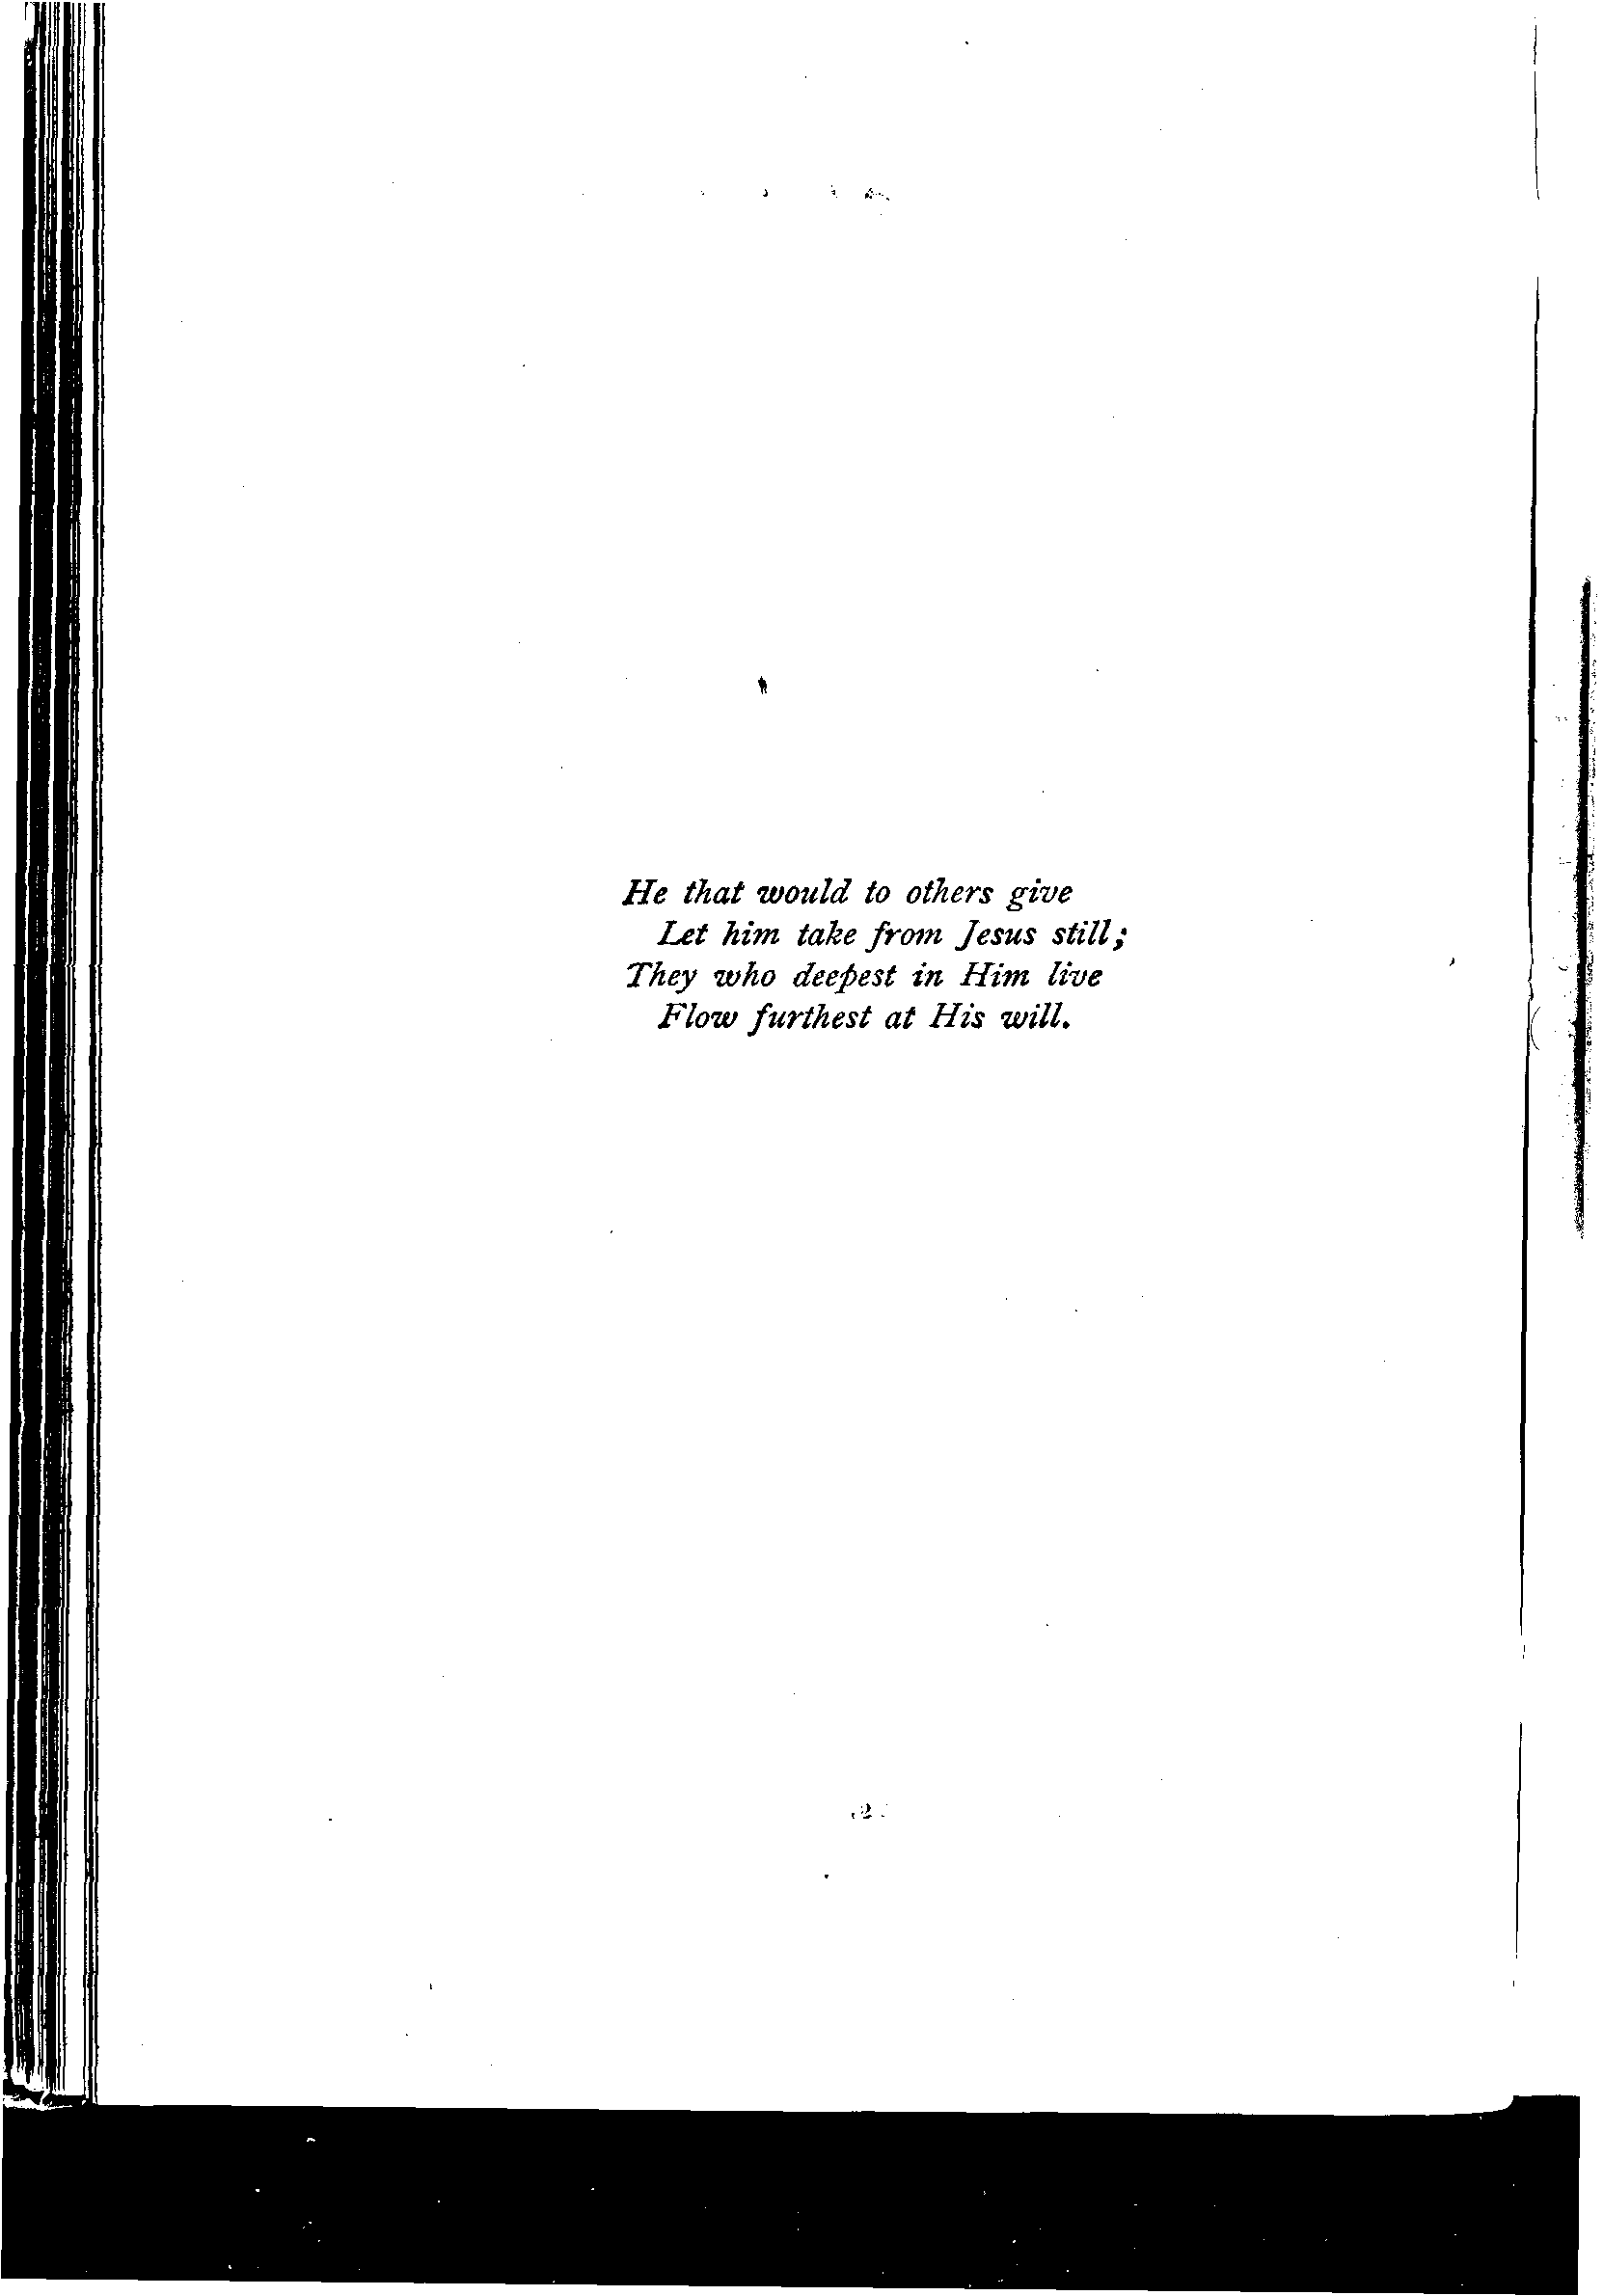 He that would to others give
Let him take from Jesus still;
They who deepest in Him live
Flow furthest at His will.